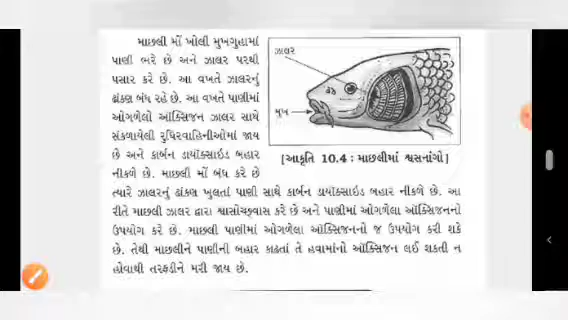 માછલી મોં ખોલી મુખગુહામાં
પાણી ભરે છે અને ઝાલર પરથી
પસાર કરે છે. આ વખતે ઝાલરનું
ઢાંકણ બંધ રહે છે. આ વખતે પાણીમાં
ઓગળેલો ઑક્સિજન ઝાલર સાથે
સંકળાયેલી રુધિરવાહિનીઓમાં જાય
છે અને કાર્બન ડાયૉક્સાઇડ બહાર
નીકળે છે. માછલી મોં બંધ કરે છે
ઝાલર
મુખ
[આકૃતિ 10.4 : માછલીમાં શ્વસનાંગો]
ત્યારે ઝાલરનું ઢાંકણ ખુલતાં પાણી સાથે કાર્બન ડાયૉક્સાઇડ બહાર નીકળે છે. આ
રીતે માછલી ઝાલર દ્વારા શ્વાસોચ્છ્વાસ કરે છે અને પાણીમાં ઓગળેલા ઑક્સિજનનો
ઉપયોગ કરે છે. માછલી પાણીમાં ઓગળેલા ઑક્સિજનનો જ ઉપયોગ કરી શકે
છે. તેથી માછલીને પાણીની બહાર કાઢતાં તે હવામાંનો ઑક્સિજન લઈ શકતી ન
હોવાથી તરફડીને મરી જાય છે.